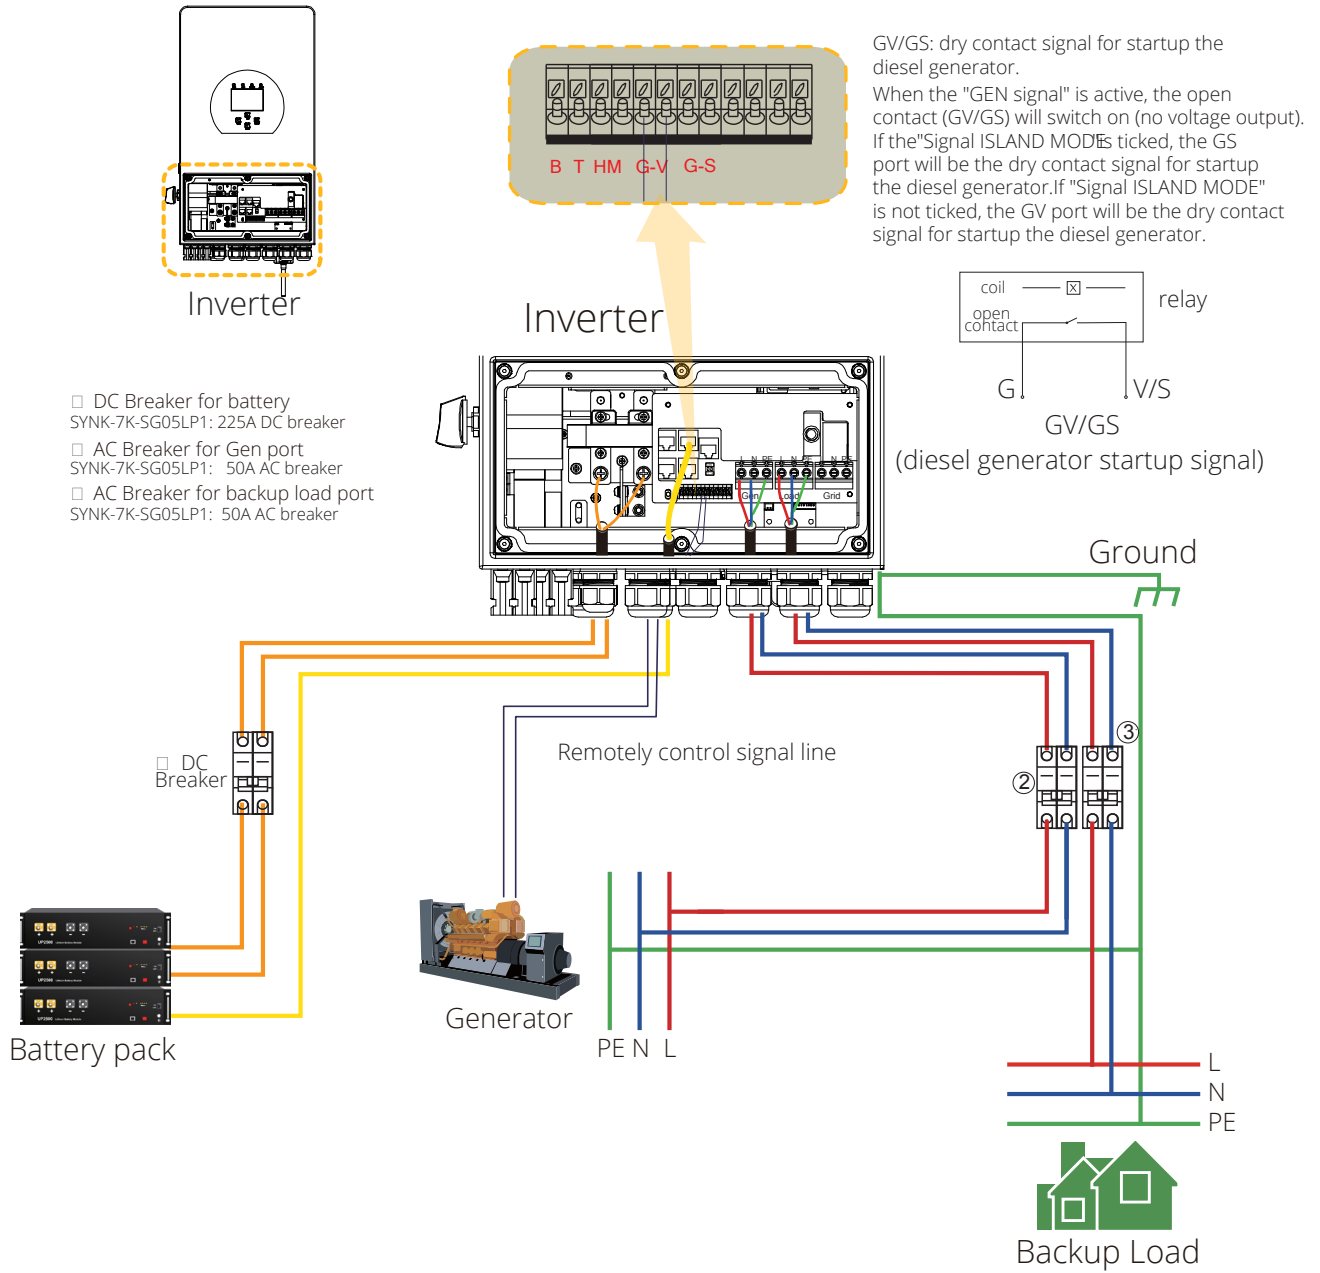 GV/GS: dry contact signal for startup the
diesel generator.
When the "GEN signal" is active, the open
contact (GV/GS) will switch on (no voltage output).
If the"Signal ISLAND MODE"is ticked, the GS
port will be the dry contact signal for startup
the diesel generator.If "Signal ISLAND MODE"
is not ticked, the GV port will be the dry contact
signal for startup the diesel generator.
B T HM G-V G-S
Inverter
Inverter
coil
open
contact
relay
G
V/S
GV/GS
(diesel generator startup signal)
□ DC Breaker for battery
SYNK-7K-SG05LP1: 225A DC breaker
□ AC Breaker for Gen port
SYNK-7K-SG05LP1: 50A AC breaker
□ AC Breaker for backup load port
SYNK-7K-SG05LP1: 50A AC breaker
L N PE L N PE L N PE
Gen Load Grid
Ground
□ DC
Breaker
Remotely control signal line
②
③
UP2500
UP2500
UP2500
Battery pack
Generator
PE N L
L
N
PE
Backup Load